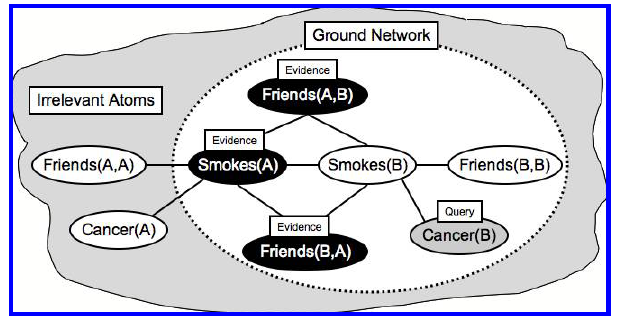 Ground Network
Evidence
Friends(A,B)
Irrelevant Atoms
Evidence
Friends(A,A)
Smokes(A)
Smokes(B)
Friends(B,B)
Cancer(A)
Evidence
Friends(B,A)
Query
Cancer(B)